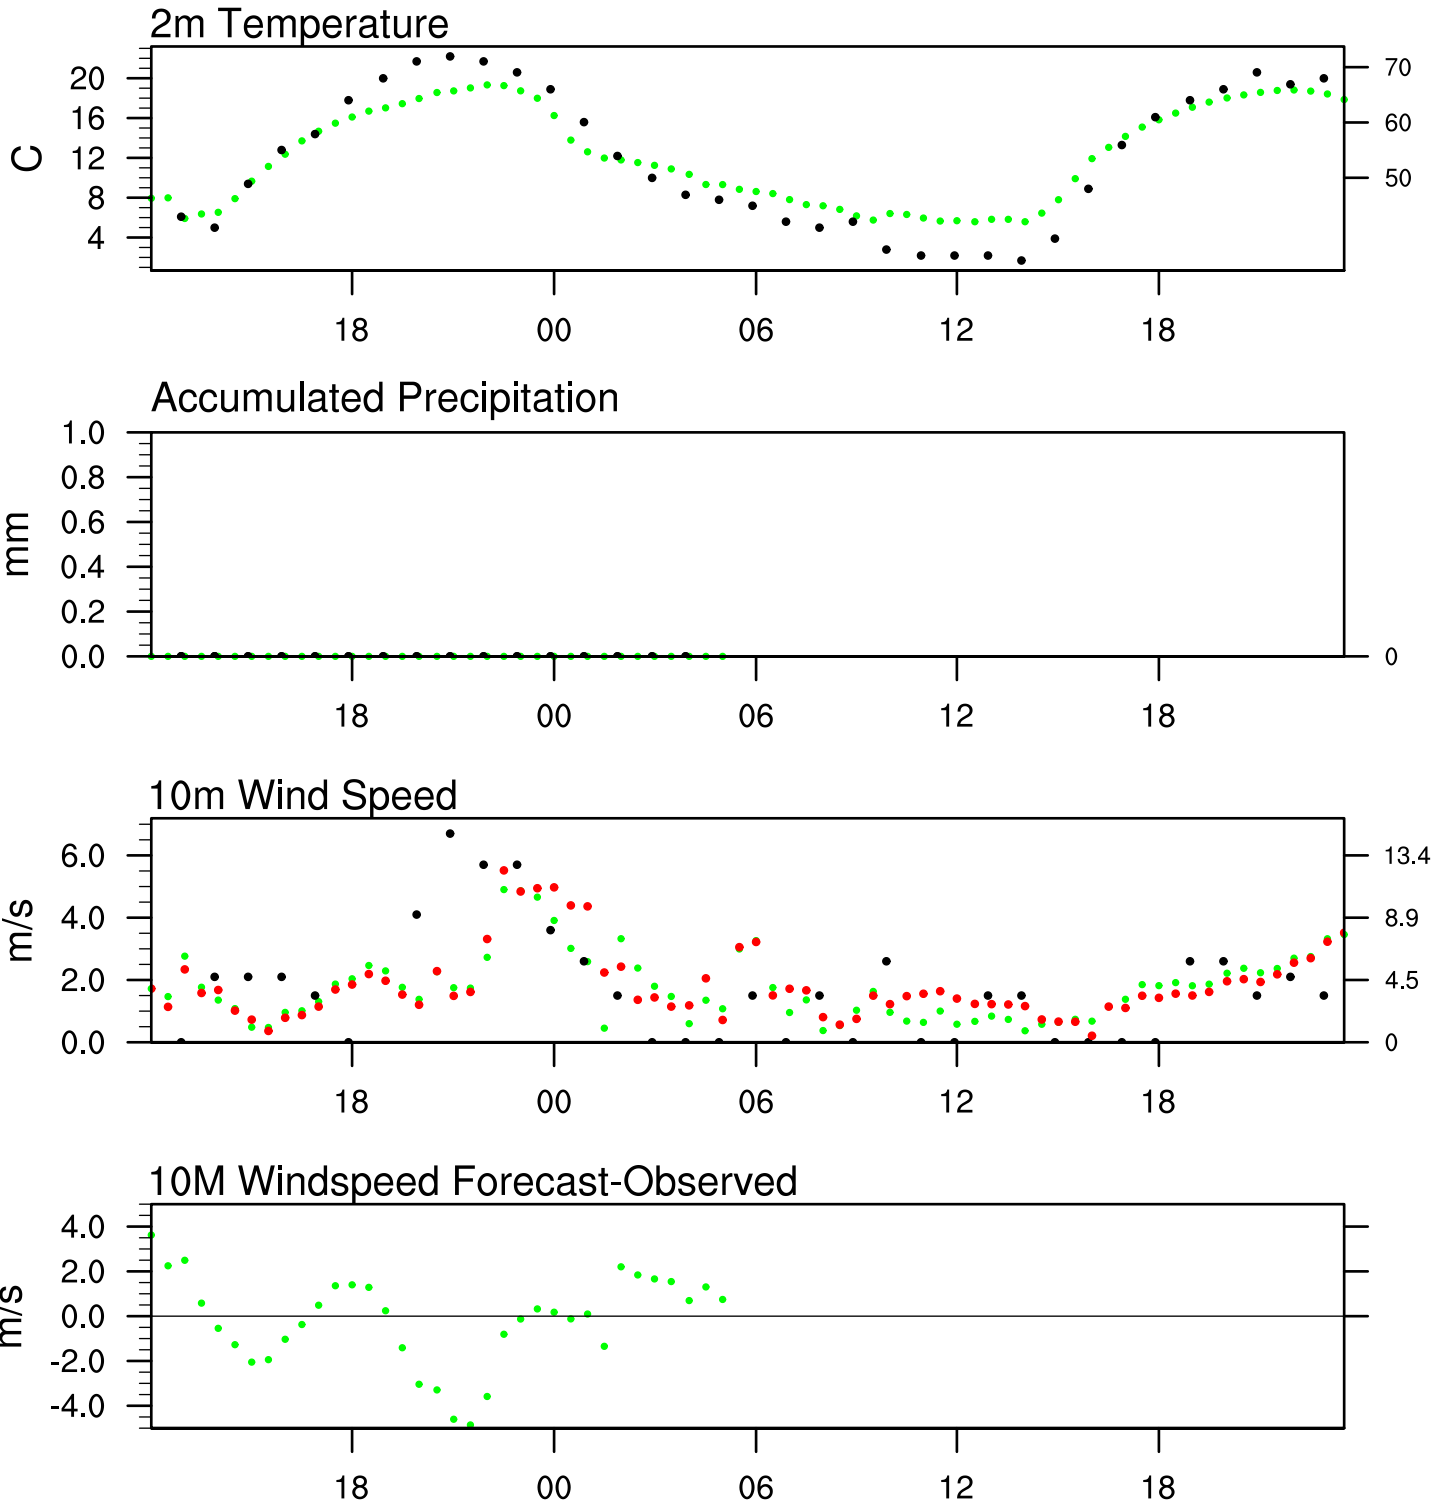 2m Temperature
20
16
12
8
4
C
70
60
50
18 00 06 12 18
Accumulated Precipitation
1.0
0.8
0.6
0.4
0.2
0.0
mm
0
18 00 06 12 18
10m Wind Speed
6.0
4.0
2.0
0.0
m/s
13.4
8.9
4.5
0
18 00 06 12 18
10M Windspeed Forecast-Observed
4.0
2.0
0.0
-2.0
-4.0
m/s
18 00 06 12 18